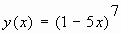 y(x) = (1 − 5x)^7